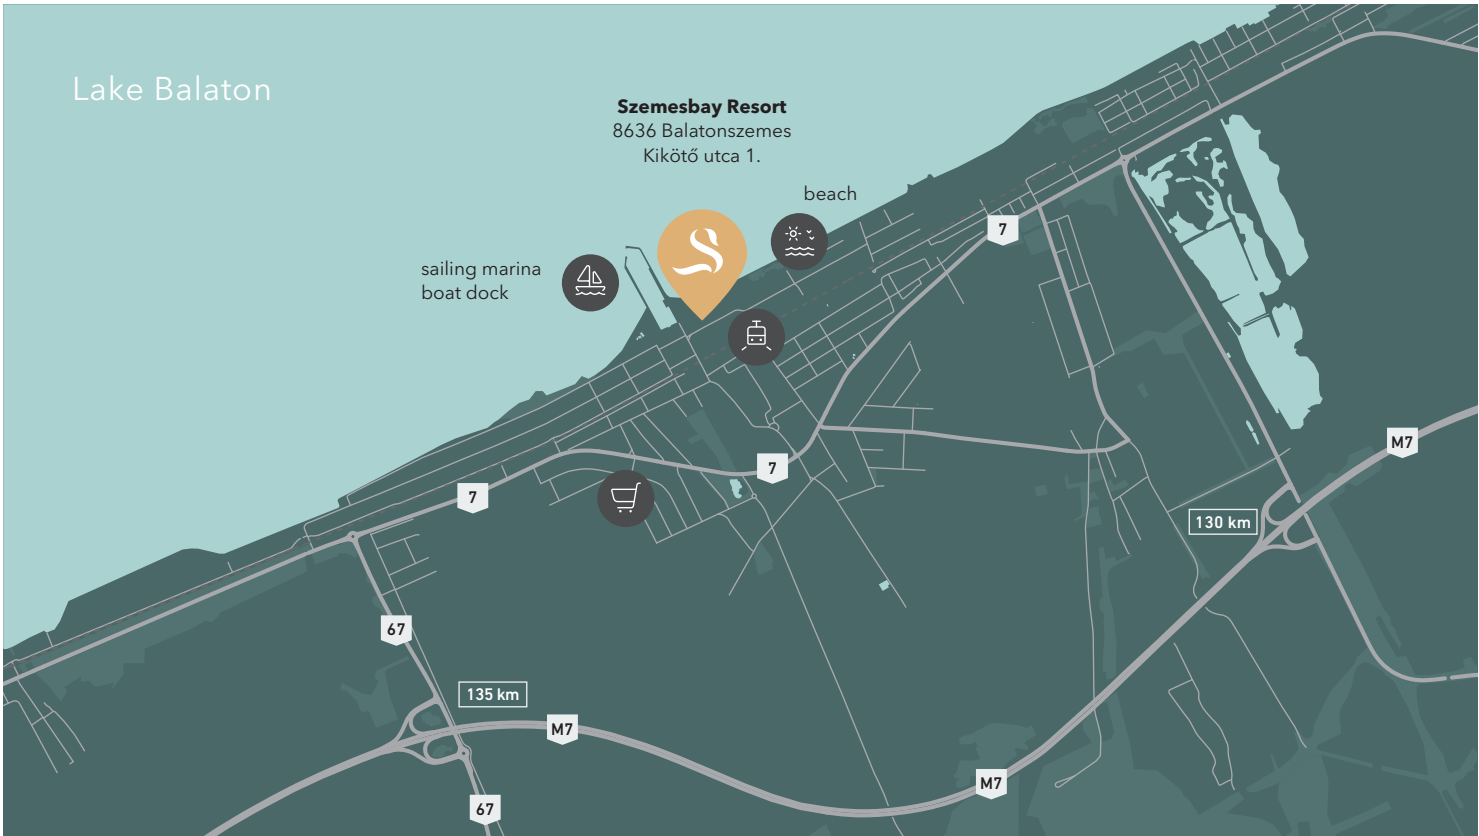 Lake Balaton
Szemesbay Resort
8636 Balatonszemes
Kikötő utca 1.
beach
sailing marina
boat dock
7
7
7
M7
130 km
67
135 km
M7
M7
67